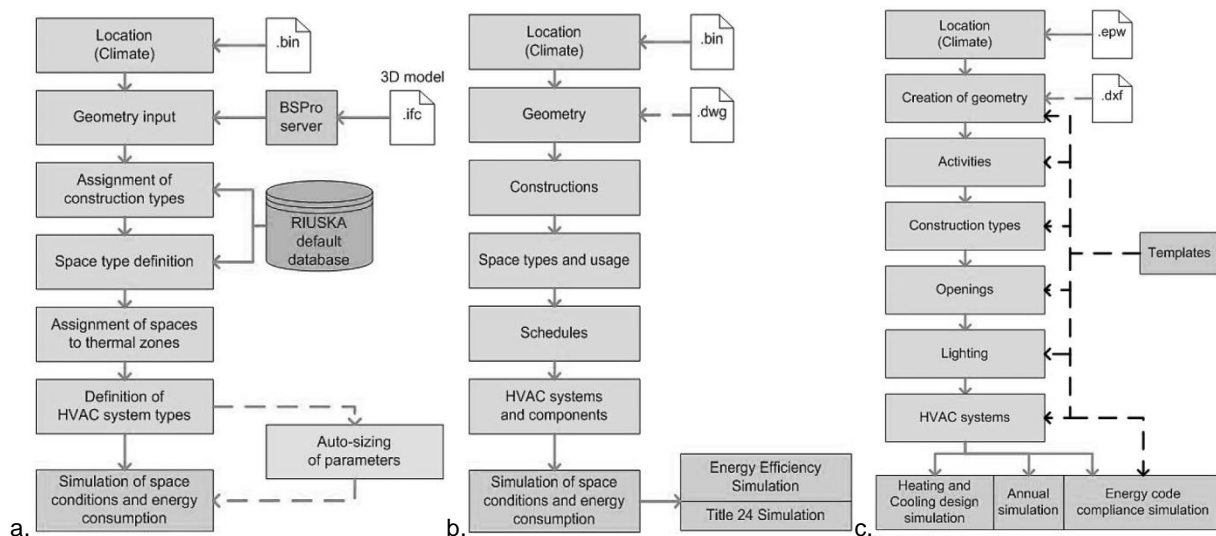 Location
(Climate)
.bin
3D model
Geometry input
BSPro
server
.ifc
Assignment of
construction types
RIUSKA
default
database
Space type definition
Assignment of spaces
to thermal zones
Definition of
HVAC system types
Auto-sizing
of parameters
Simulation of space
conditions and energy
consumption
a.
Location
(Climate)
.bin
Geometry
.dwg
Constructions
Space types and usage
Schedules
HVAC systems
and components
Simulation of space
conditions and energy
consumption
Energy Efficiency
Simulation
Title 24 Simulation
b.
Location
(Climate)
.epw
Creation of geometry
.dxf
Activities
Construction types
Templates
Openings
Lighting
HVAC systems
Heating and
Cooling design
simulation
Annual
simulation
Energy code
compliance simulation
c.